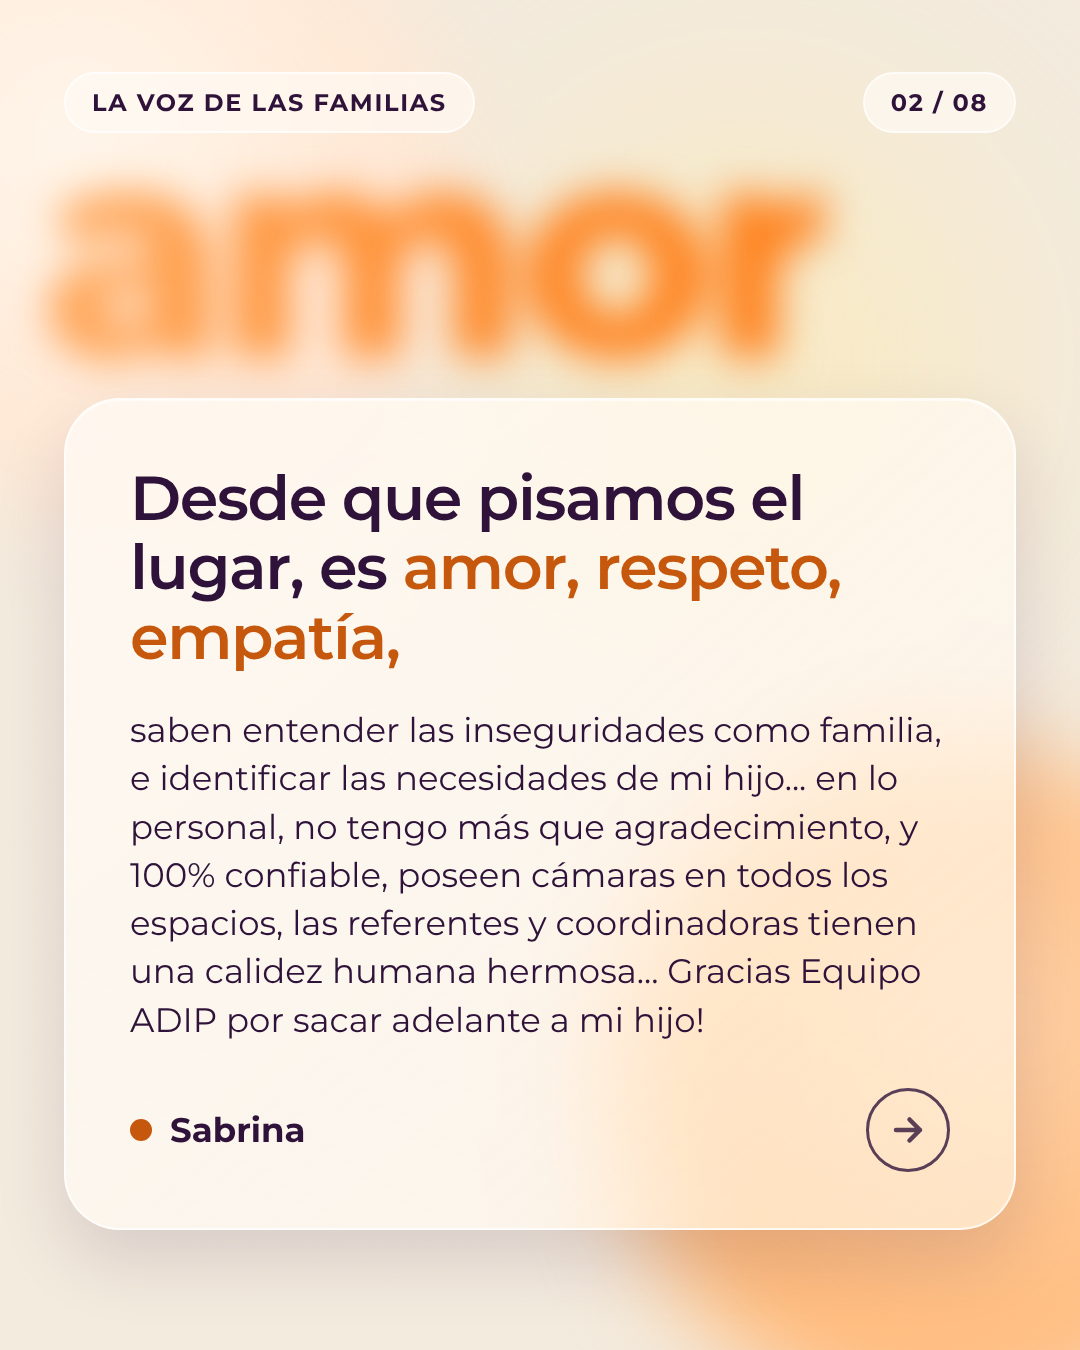 LA VOZ DE LAS FAMILIAS
02 / 08
amor
Desde que pisamos el
lugar, es amor, respeto,
empatía,
saben entender las inseguridades como familia,
e identificar las necesidades de mi hijo... en lo
personal, no tengo más que agradecimiento, y
100% confiable, poseen cámaras en todos los
espacios, las referentes y coordinadoras tienen
una calidez humana hermosa... Gracias Equipo
ADIP por sacar adelante a mi hijo!
Sabrina